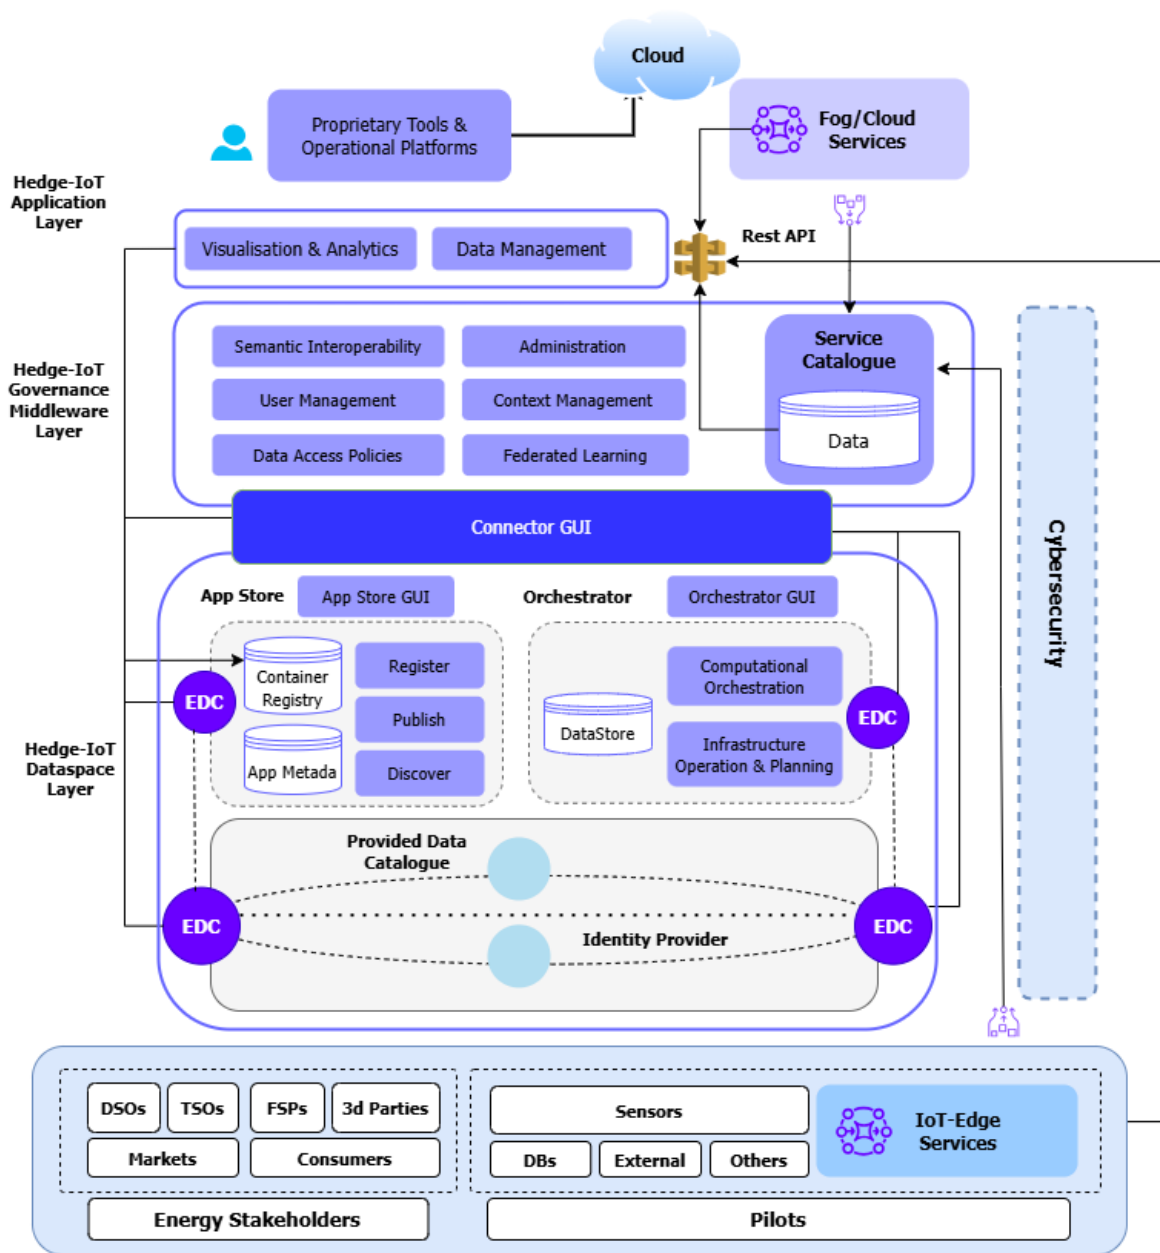 Cloud
Proprietary Tools &
Operational Platforms
Fog/Cloud
Services
Hedge-IoT
Application
Layer
Visualisation & Analytics
Data Management
Rest API
Hedge-IoT
Governance
Middleware
Layer
Semantic Interoperability
Administration
User Management
Context Management
Data Access Policies
Federated Learning
Service
Catalogue
Data
Cybersecurity
Connector GUI
App Store
App Store GUI
Orchestrator
Orchestrator GUI
Container
Registry
Register
Publish
App Metada
Discover
EDC
DataStore
Computational
Orchestration
Infrastructure
Operation & Planning
EDC
Hedge-IoT
Dataspace
Layer
Provided Data
Catalogue
EDC
EDC
Identity Provider
DSOs
TSOs
FSPs
3d Parties
Markets
Consumers
Energy Stakeholders
Sensors
DBs
External
Others
IoT-Edge
Services
Pilots